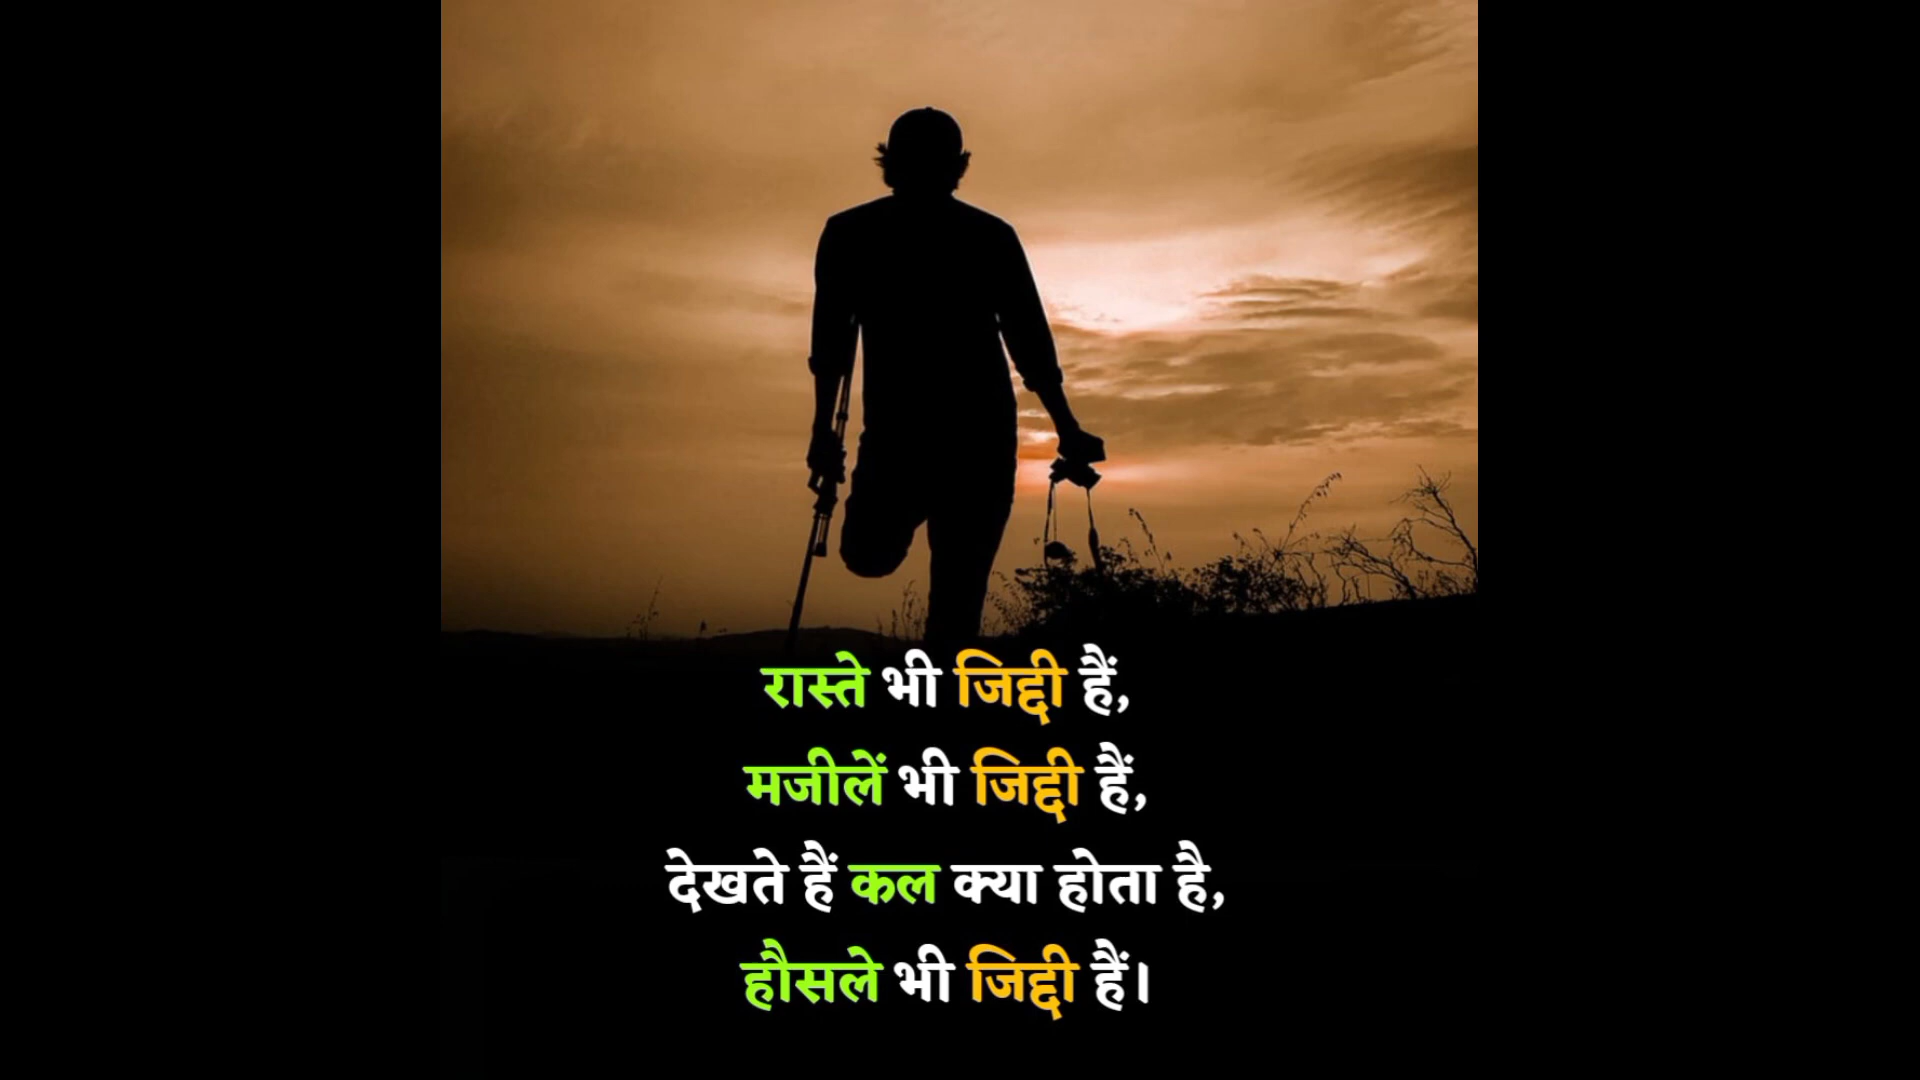 रास्ते भी जिद्दी हैं,
मजीलें भी जिद्दी हैं,
देखते हैं कल क्या होता है,
हौसले भी जिद्दी हैं।